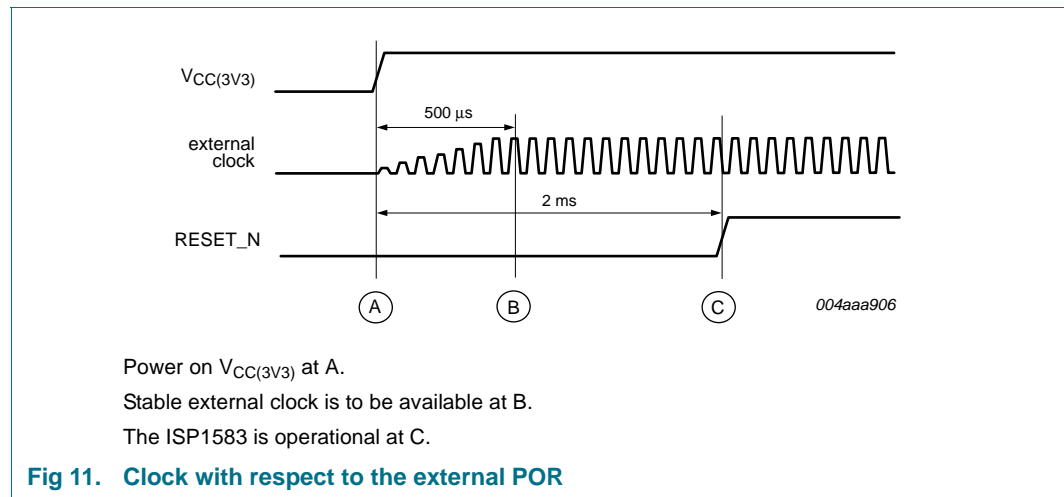 VCC(3V3)
500 μs
external
clock
2 ms
RESET_N
A B C 004aaa906
Power on VCC(3V3) at A.
Stable external clock is to be available at B.
The ISP1583 is operational at C.
Fig 11. Clock with respect to the external POR